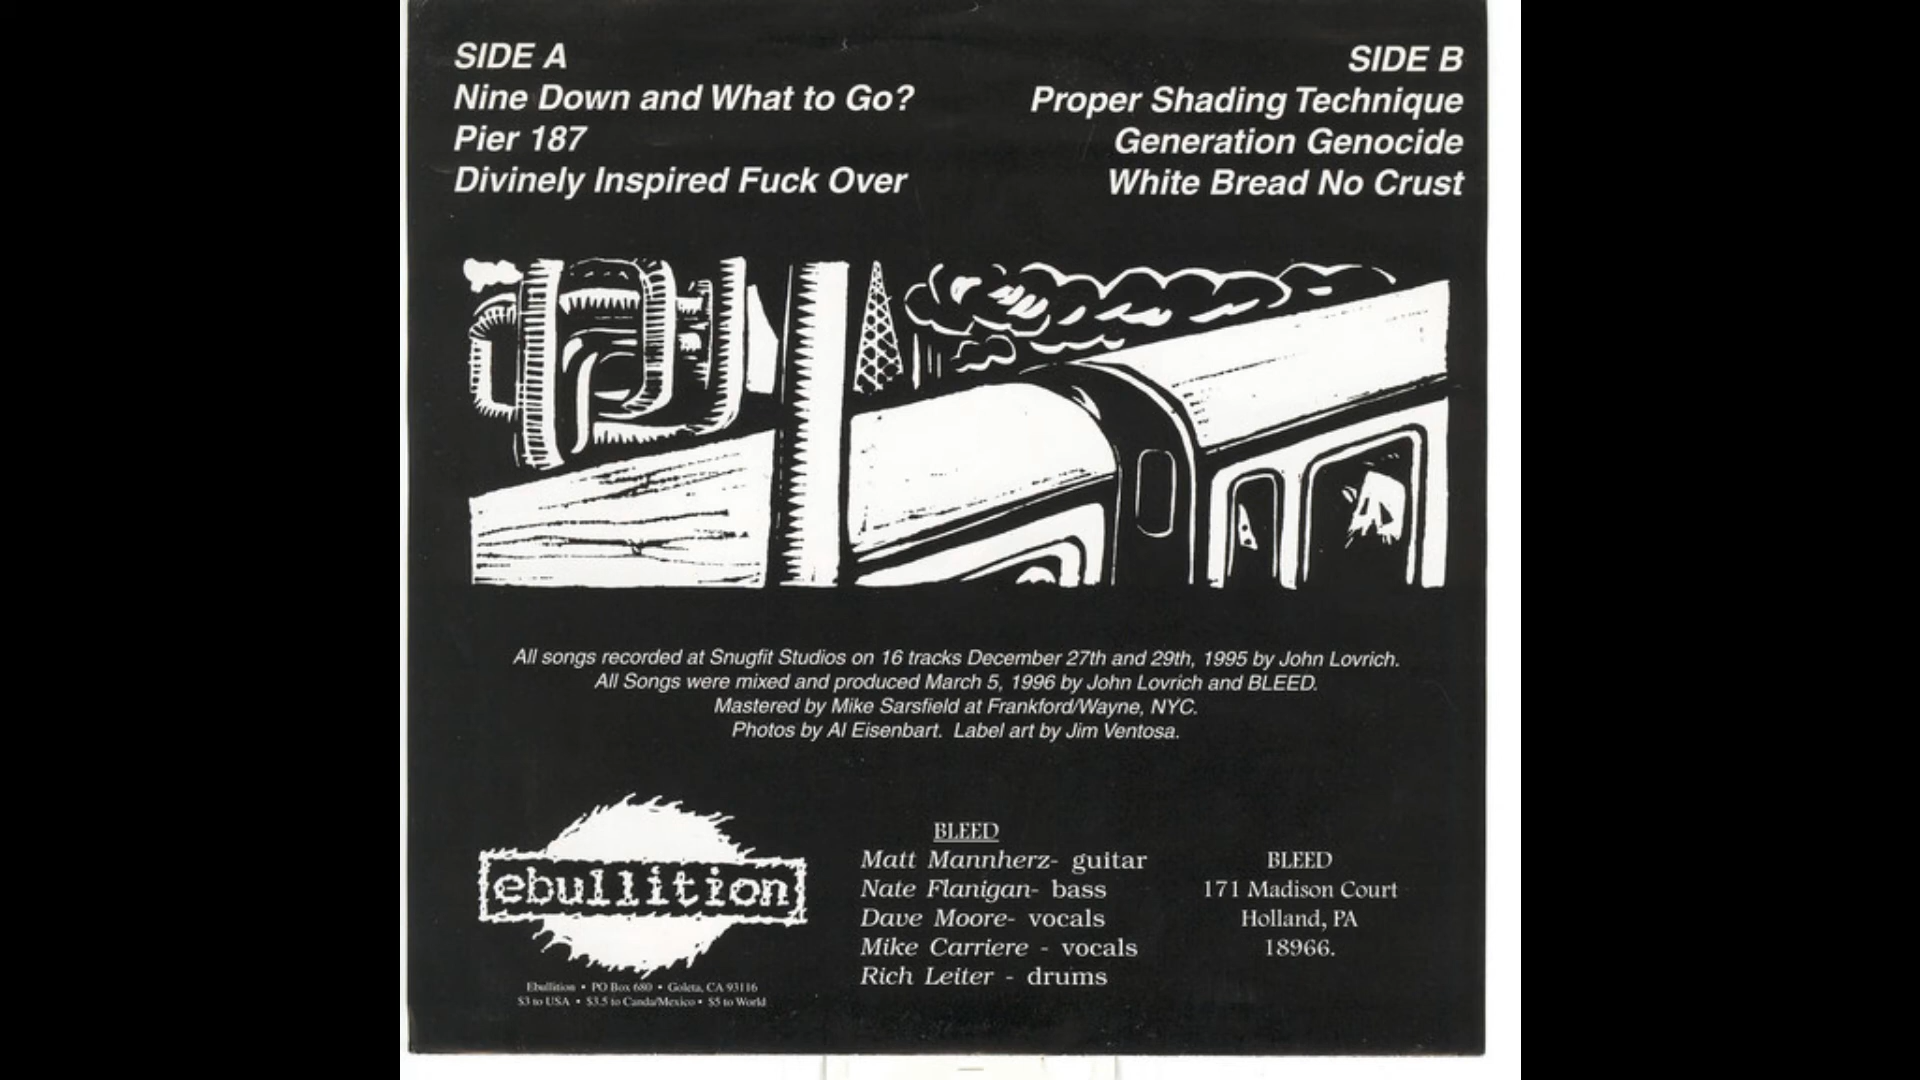 SIDE A
Nine Down and What to Go?
Pier 187
Divinely Inspired Fuck Over
SIDE B
Proper Shading Technique
Generation Genocide
White Bread No Crust
All songs recorded at Snugfit Studios on 16 tracks December 27th and 29th, 1995 by John Lovrich.
All Songs were mixed and produced March 5, 1996 by John Lovrich and BLEED.
Mastered by Mike Sarsfield at Frankford/Wayne, NYC.
Photos by Al Eisenbart. Label art by Jim Ventosa.
ebullition
Ebullition • PO Box 680 • Goleta, CA 93116
$3 to USA • $3.5 to Canda/Mexico • $5 to World
BLEED
Matt Mannherz- guitar
Nate Flanigan- bass
Dave Moore- vocals
Mike Carriere - vocals
Rich Leiter - drums
BLEED
171 Madison Court
Holland, PA
18966.